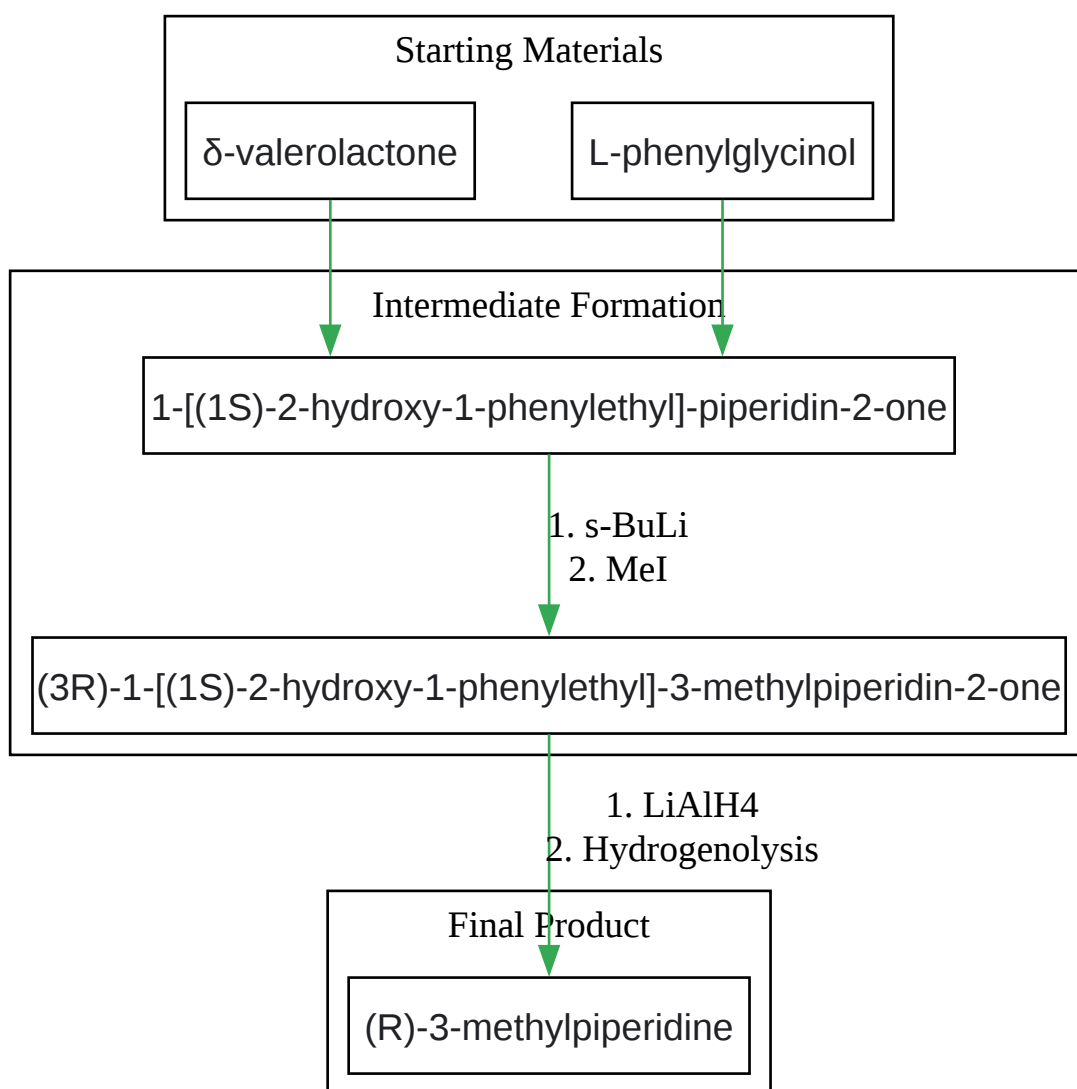 Starting Materials
δ-valerolactone
L-phenylglycinol
Intermediate Formation
1-[(1S)-2-hydroxy-1-phenylethyl]-piperidin-2-one
1. s-BuLi
2. MeI
(3R)-1-[(1S)-2-hydroxy-1-phenylethyl]-3-methylpiperidin-2-one
1. LiAlH4
2. Hydrogenolysis
Final Product
(R)-3-methylpiperidine